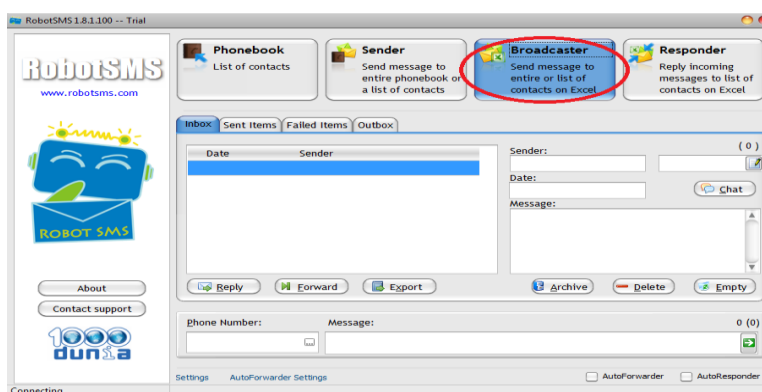 RobotSMS 1.8.1.100 -- Trial
RobotSMS
www.robotsms.com
ROBOT SMS
About
Contact support
1000
dunia
Phonebook
List of contacts
Sender
Send message to
entire phonebook or
a list of contacts
Broadcaster
Send message to
entire or list of
contacts on Excel
Responder
Reply incoming
messages to list of
contacts on Excel
Inbox Sent Items Failed Items Outbox
Date Sender
Sender: ( 0 )
Date:
Chat
Message:
Reply Forward Export Archive Delete Empty
Phone Number: Message: 0 (0)
Settings AutoForwarder Settings AutoForwarder AutoResponder
Connecting